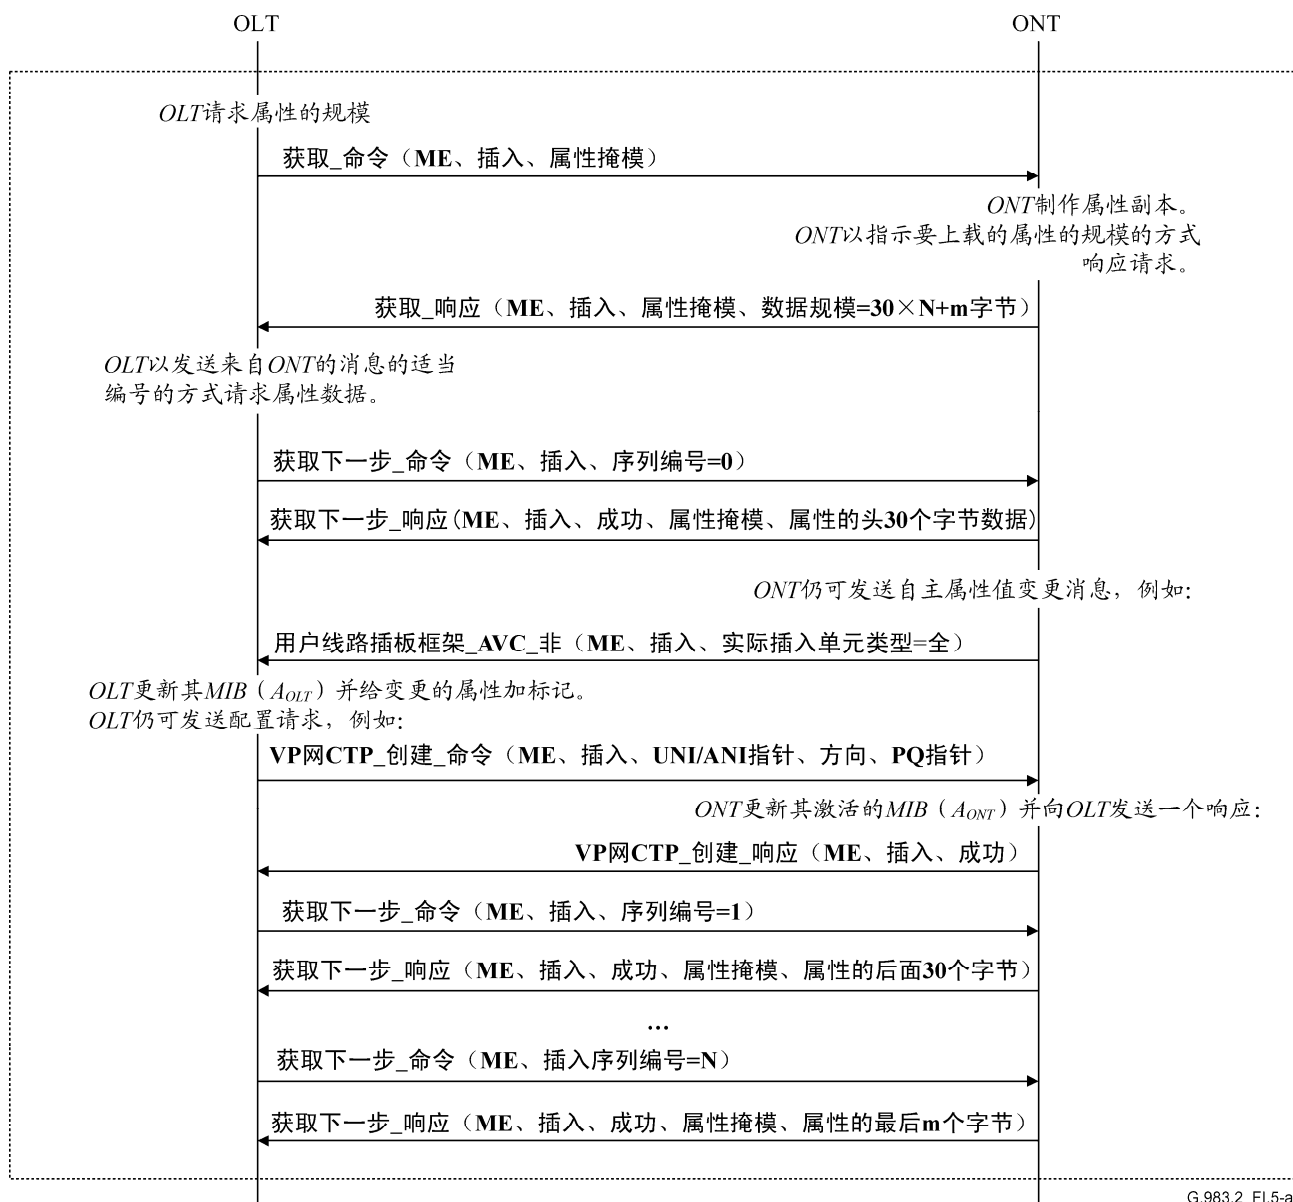 OLT
ONT
OLT请求属性的规模
获取_命令（ME、插入、属性掩模）
ONT制作属性副本。
ONT以指示要上载的属性的规模的方式
响应请求。
获取_响应（ME、插入、属性掩模、数据规模=30×N+m字节）
OLT以发送来自ONT的消息的适当
编号的方式请求属性数据。
获取下一步_命令（ME、插入、序列编号=0）
获取下一步_响应(ME、插入、成功、属性掩模、属性的头30个字节数据)
ONT仍可发送自主属性值变更消息，例如：
用户线路插板框架_AVC_非（ME、插入、实际插入单元类型=全）
OLT更新其MIB（AOLT）并给变更的属性加标记。
OLT仍可发送配置请求，例如：
VP网CTP_创建_命令（ME、插入、UNI/ANI指针、方向、PQ指针）
ONT更新其激活的MIB（AONT）并向OLT发送一个响应：
VP网CTP_创建_响应（ME、插入、成功）
获取下一步_命令（ME、插入、序列编号=1）
获取下一步_响应（ME、插入、成功、属性掩模、属性的后面30个字节）
...
获取下一步_命令（ME、插入序列编号=N）
获取下一步_响应（ME、插入、成功、属性掩模、属性的最后m个字节）
G.983.2_FI.5-a